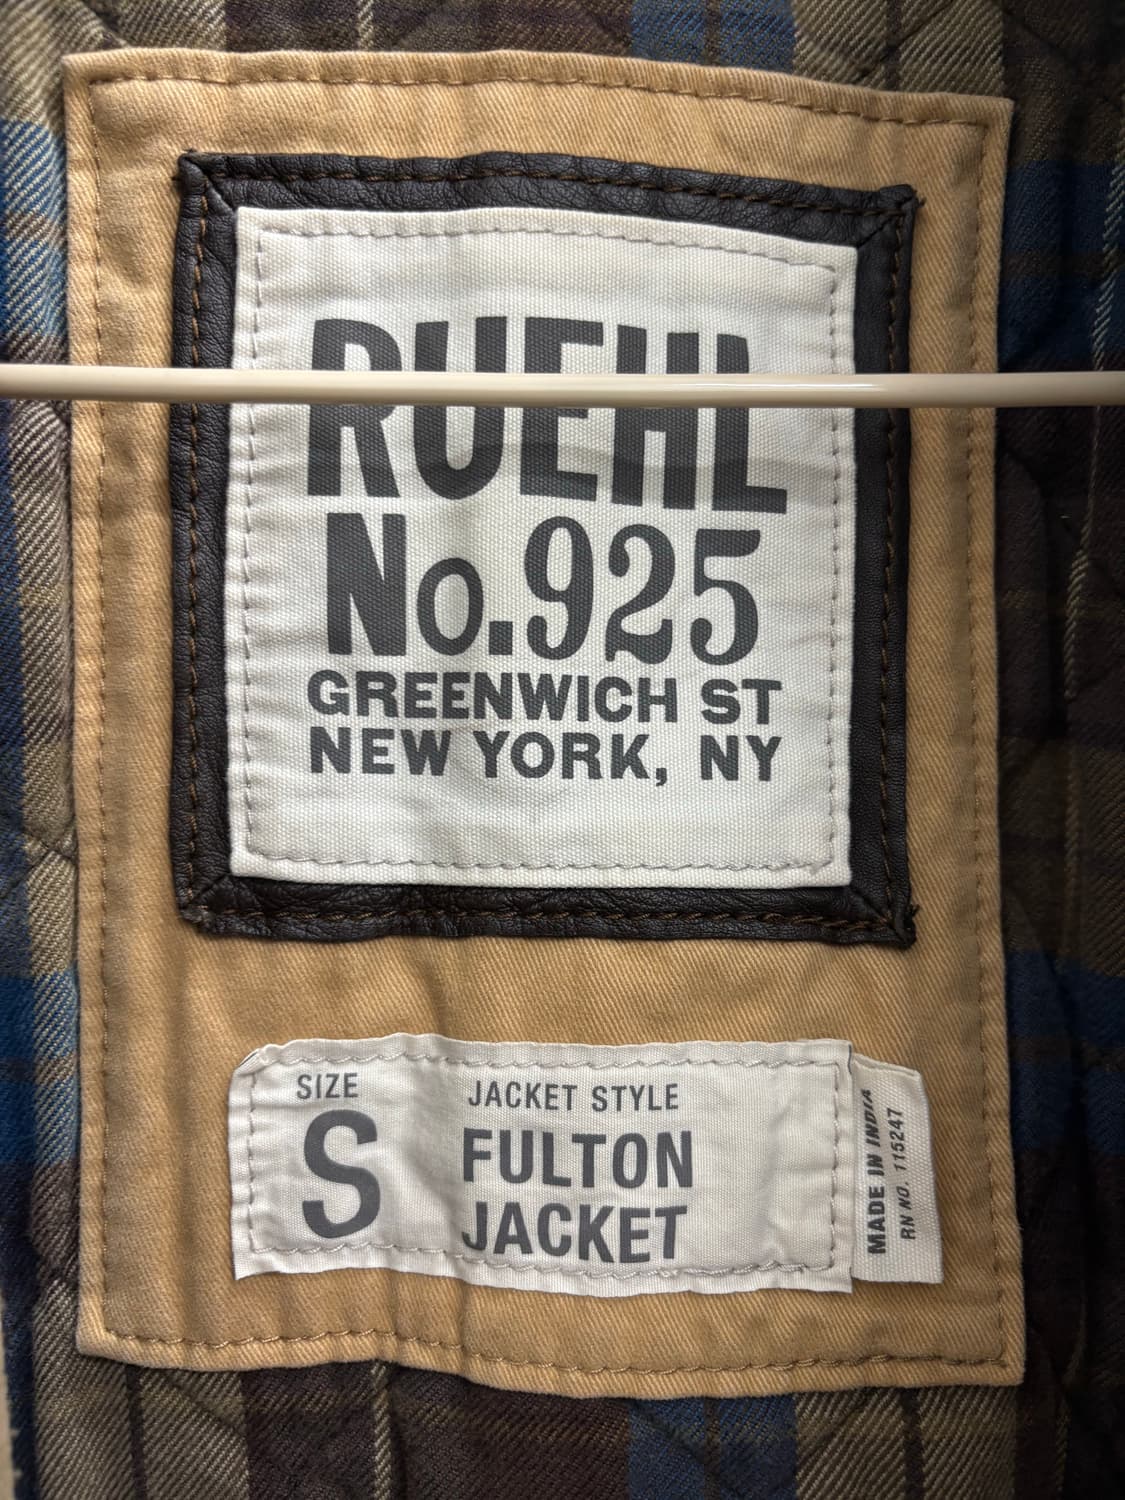 RUEHL
No.925
GREENWICH ST
NEW YORK, NY
SIZE
S
JACKET STYLE
FULTON
JACKET
MADE IN INDIA
RN NO. 115247